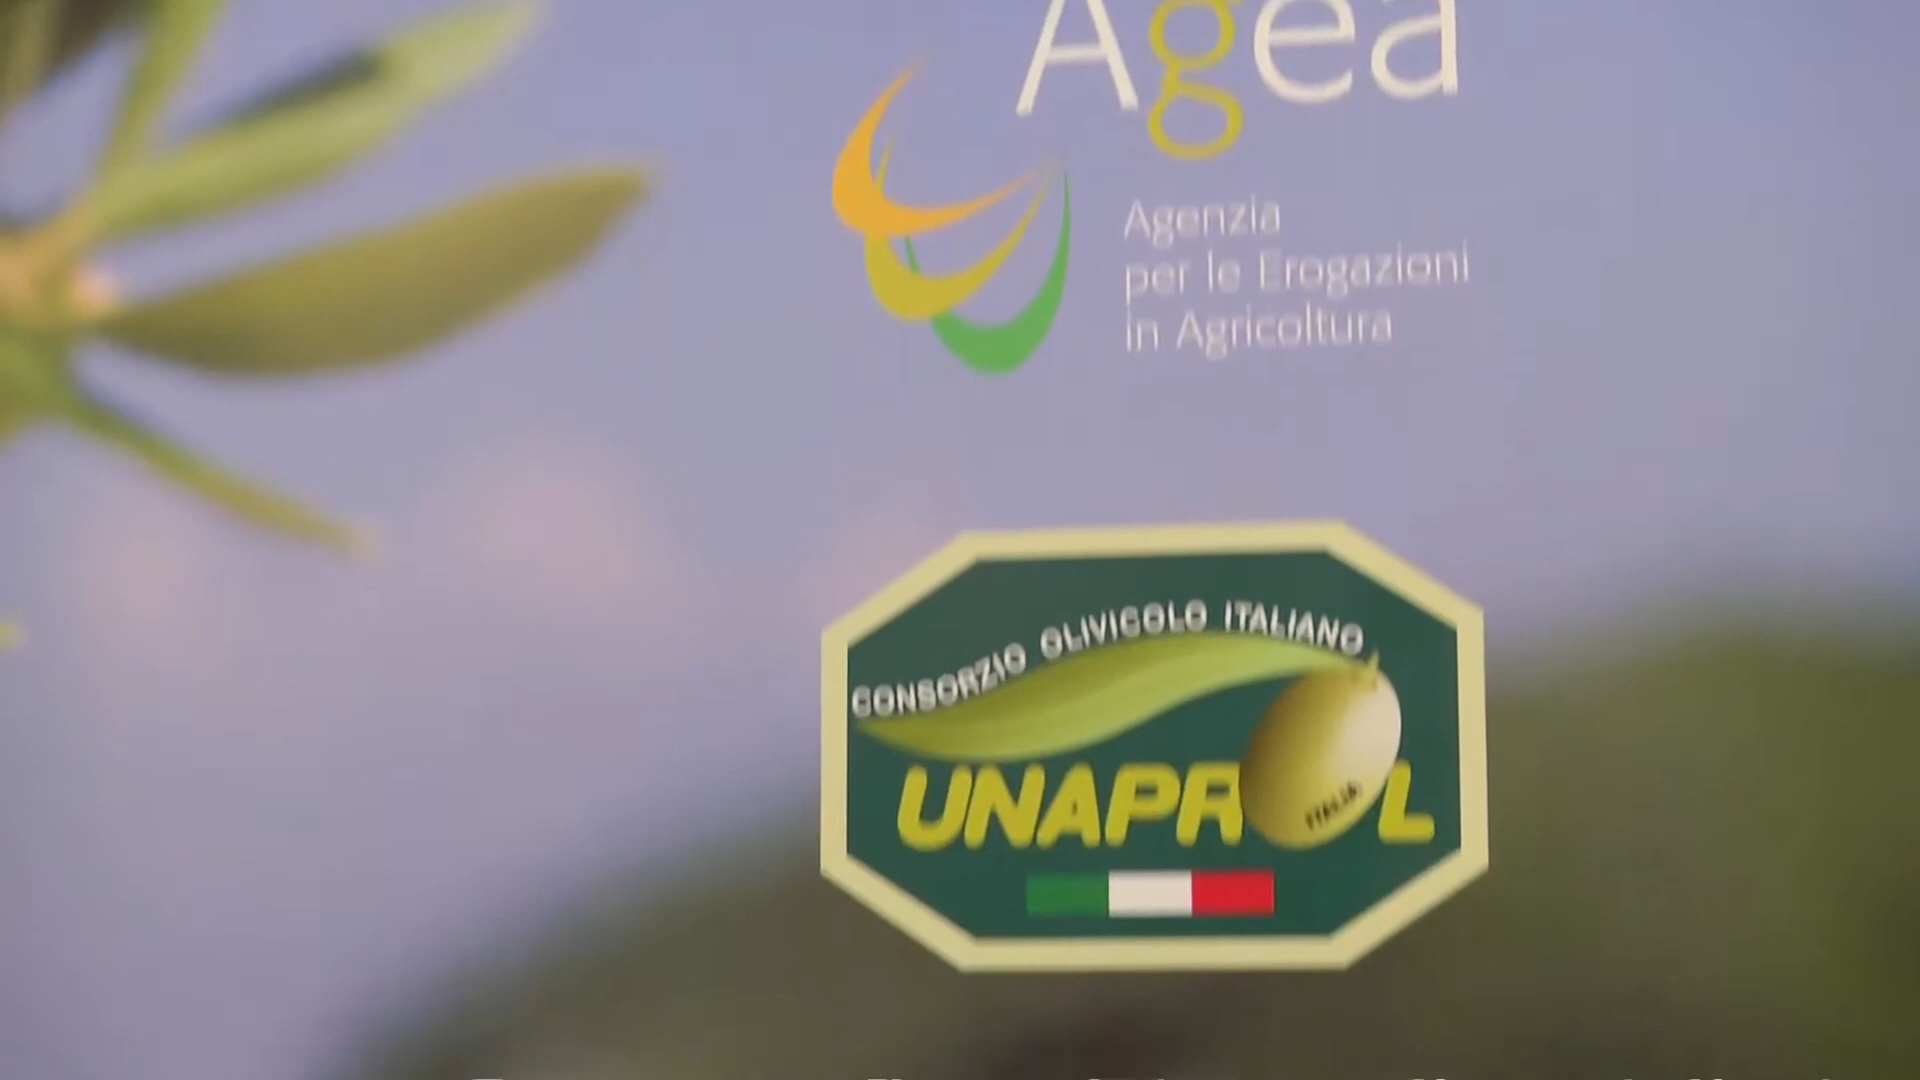 Agea
Agenzia
per le Erogazioni
in Agricoltura
CONSORZIO OLIVICOLO ITALIANO
UNAPROL
ITALIA